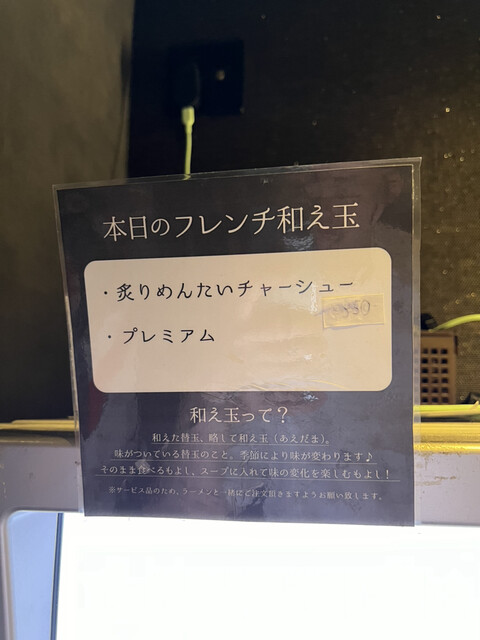 本日のフレンチ和え玉
・炙りめんたいチャーシュー
・プレミアム
和え玉って?
和えた替玉、略して和え玉(あえだま)。
味がついている替玉のこと、季節により味が変わります♪
そのまま食べるもよし、スープに入れて味の変化を楽しむもよし!
※サービス品のため、ラーメンと一緒にご注文頂きますようお願い致します。